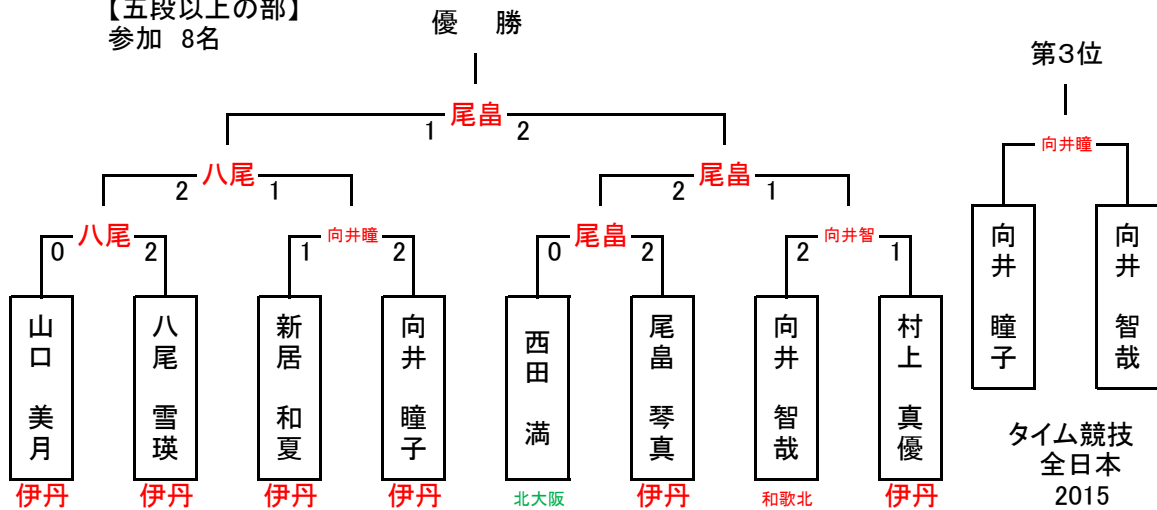 【五段以上の部】
参加 8名
優 勝
第3位
尾畠
1 2
向井瞳
八尾
2 1
尾畠
2 1
八尾
0 2
向井瞳
1 2
尾畠
0 2
向井智
2 1
山口 美月
八尾 雪瑛
新居 和夏
向井 瞳子
西田 満
尾畠 琴真
向井 智哉
村上 真優
向井 瞳子
向井 智哉
伊丹
伊丹
伊丹
伊丹
北大阪
伊丹
和歌北
伊丹
タイム競技
全日本
2015